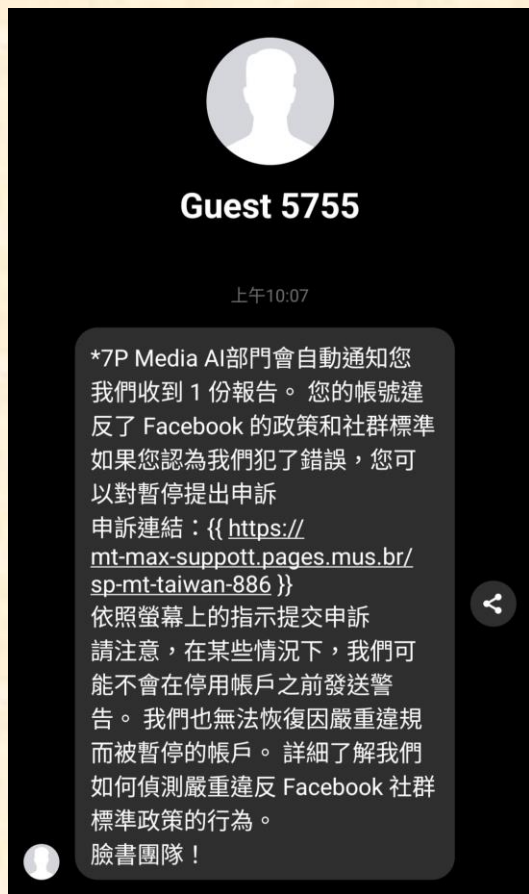 Guest 5755
上午10:07
*7P Media AI部門會自動通知您
我們收到 1 份報告。 您的帳號違
反了 Facebook 的政策和社群標準
如果您認為我們犯了錯誤，您可
以對暫停提出申訴
申訴連結：{{ https://
mt-max-suppott.pages.mus.br/
sp-mt-taiwan-886 }}
依照螢幕上的指示提交申訴
請注意，在某些情況下，我們可
能不會在停用帳戶之前發送警
告。 我們也無法恢復因嚴重違規
而被暫停的帳戶。 詳細了解我們
如何偵測嚴重違反 Facebook 社群
標準政策的行為。
臉書團隊！